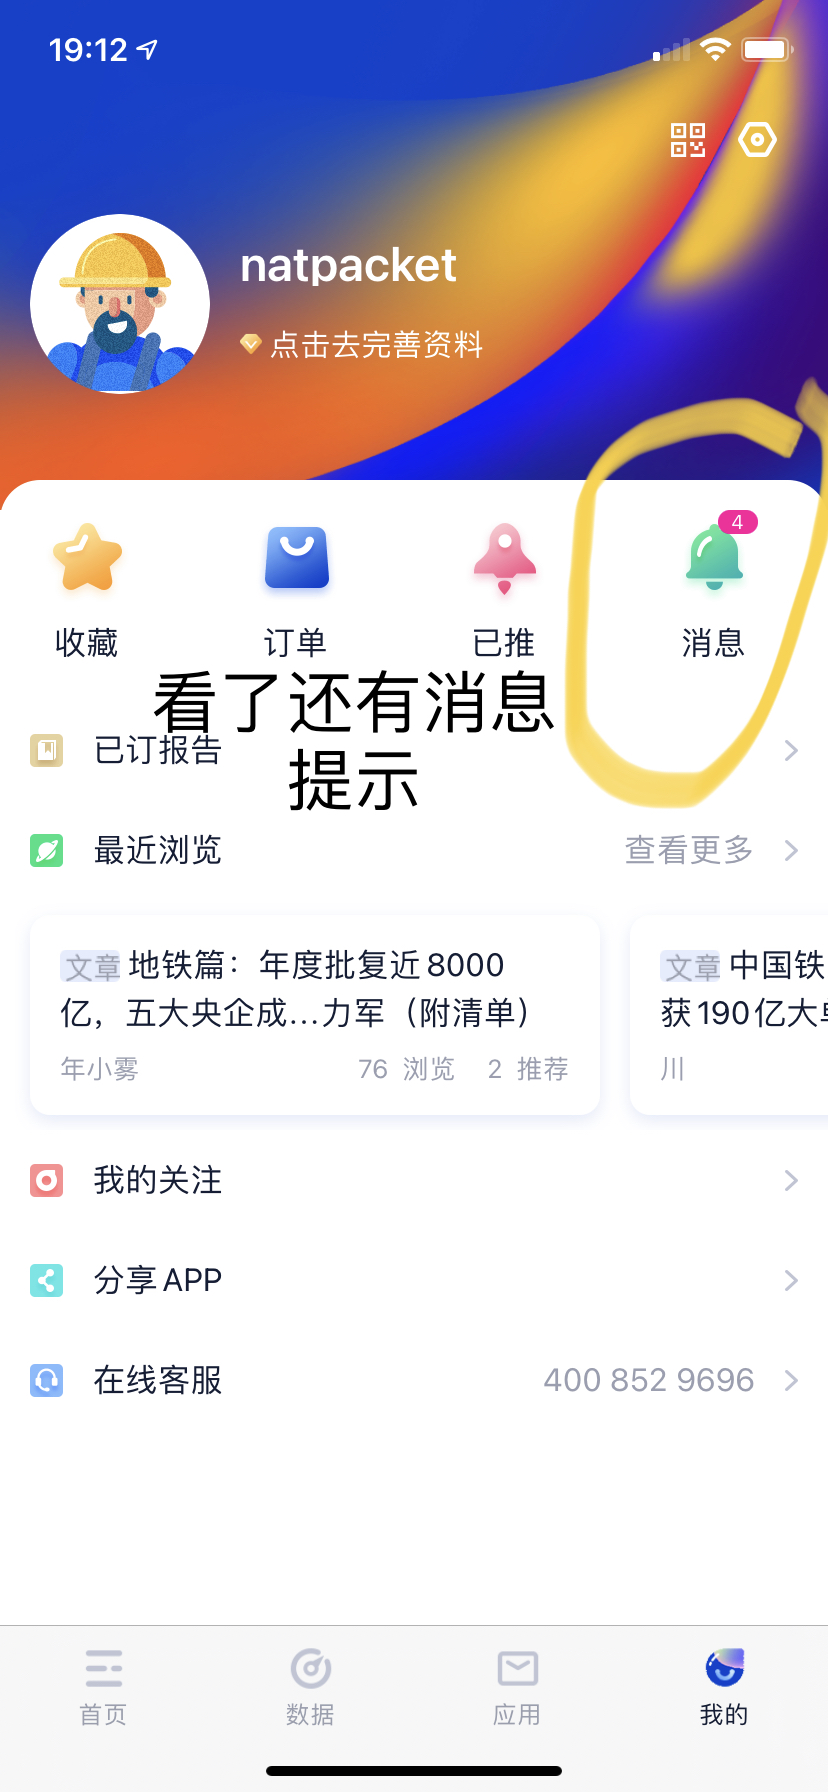 19:12
natpacket
点击去完善资料
4
收藏 订单 已推 消息
看了还有消息
提示
已订报告
最近浏览 查看更多
文章 地铁篇：年度批复近8000
亿，五大央企成...力军（附清单）
年小雾 76 浏览 2 推荐
文章 中国铁
获190亿大单
川
我的关注
分享APP
在线客服 400 852 9696
首页 数据 应用 我的